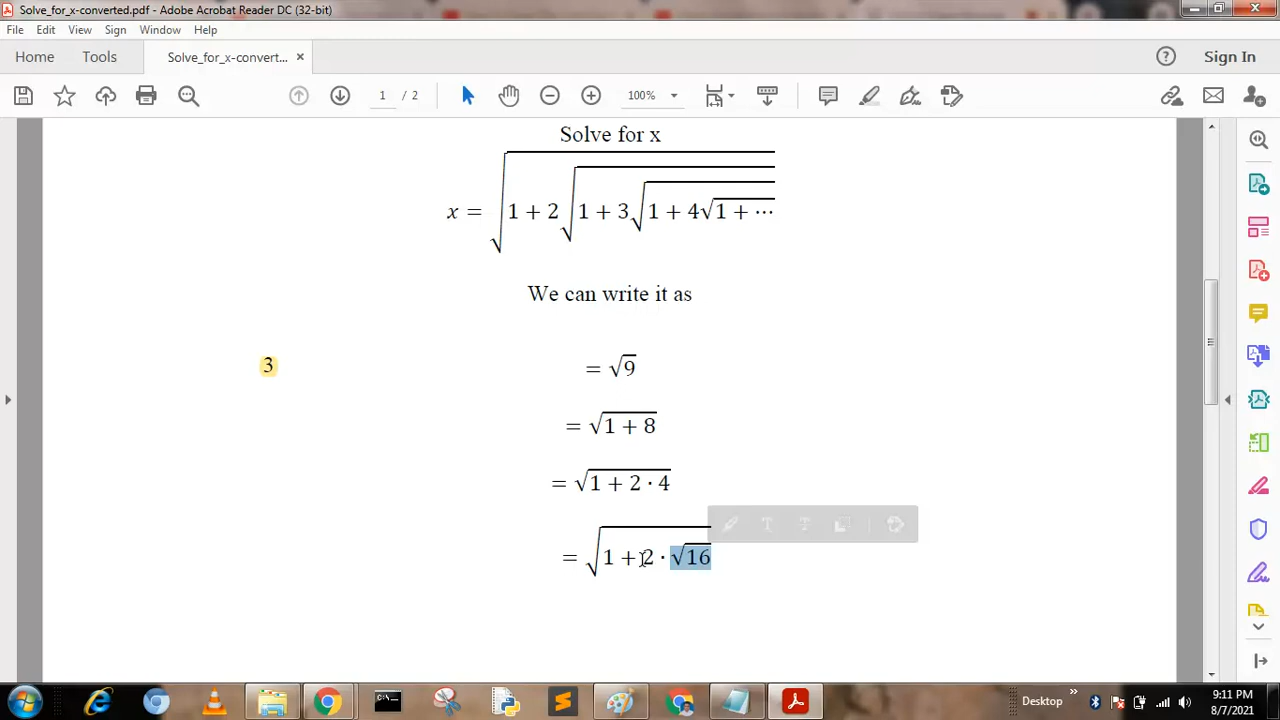 Solve_for_x-converted.pdf - Adobe Acrobat Reader DC (32-bit)
File Edit View Sign Window Help
Home Tools Solve_for_x-convert... × ? Sign In
1 / 2 100%
Solve for x
x = √(1 + 2√(1 + 3√(1 + 4√(1 + ⋯
We can write it as
3
= √9
= √(1 + 8)
= √(1 + 2 · 4)
= √(1 + 2 · √16)
Desktop »
9:11 PM
8/7/2021